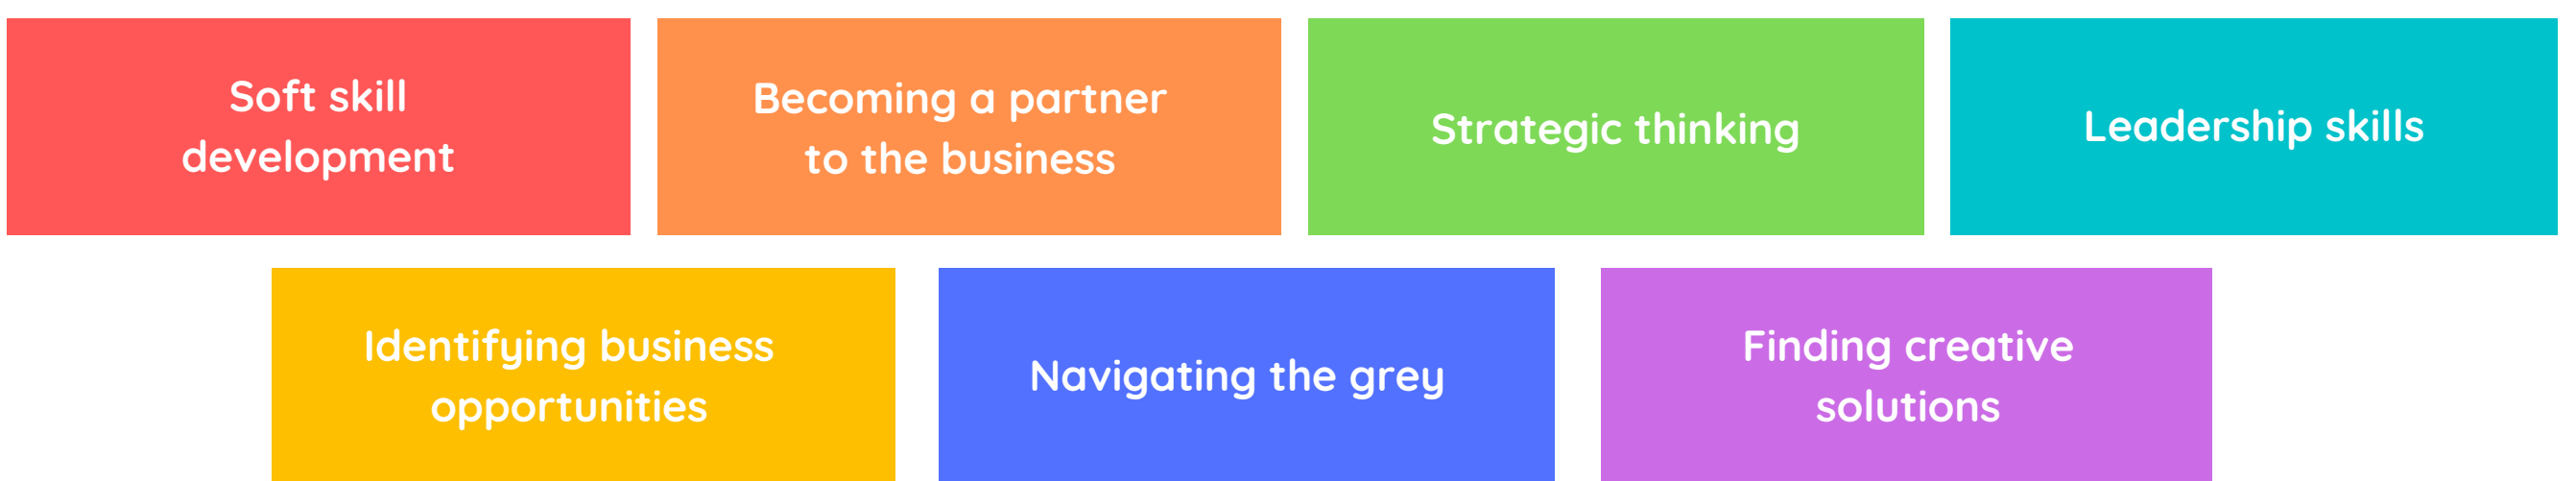 Soft skill
development
Becoming a partner
to the business
Strategic thinking
Leadership skills
Identifying business
opportunities
Navigating the grey
Finding creative
solutions